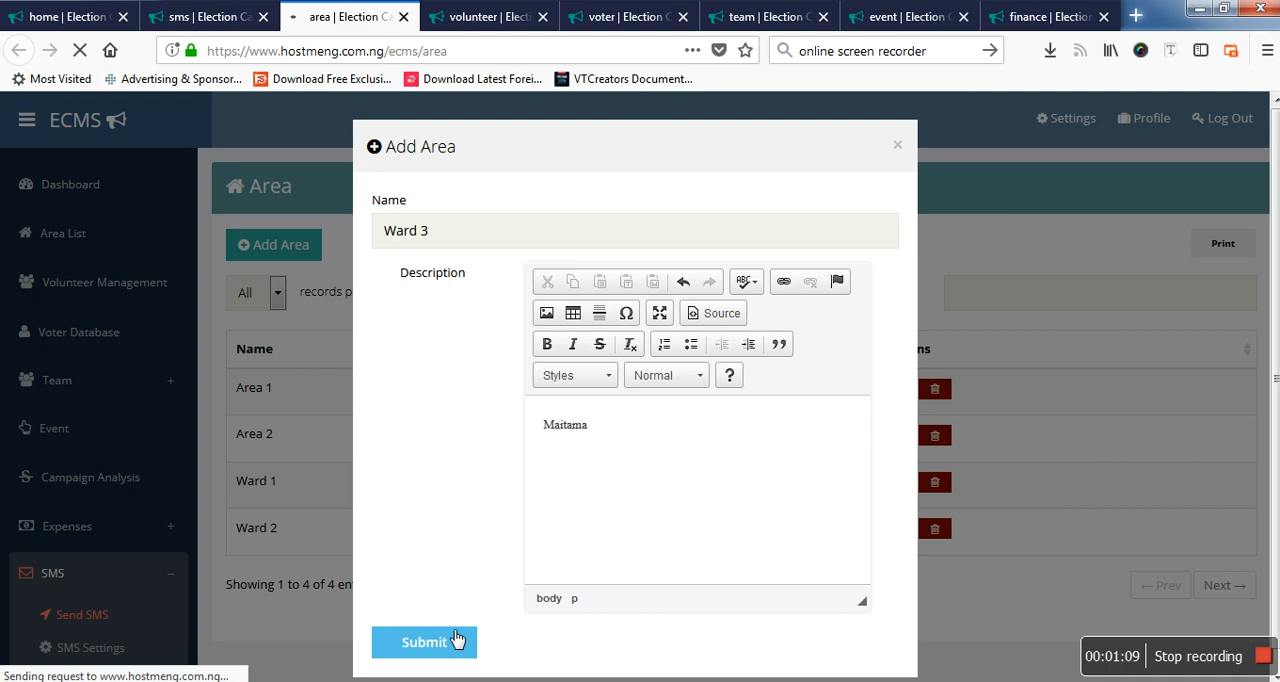 home | Election C
sms | Election Ca
area | Election Ca
volunteer | Electi
voter | Election C
team | Election C
event | Election C
finance | Election
https://www.hostmeng.com.ng/ecms/area
online screen recorder
Most Visited
Advertising & Sponsor...
Download Free Exclusi...
Download Latest Forei...
VTCreators Document...
ECMS
Settings
Profile
Log Out
Add Area
Name
Ward 3
Description
Source
Styles
Normal
?
Maitama
body p
Submit
Dashboard
Area List
Volunteer Management
Voter Database
Team +
Event
Campaign Analysis
Expenses +
SMS −
Send SMS
SMS Settings
Area
Add Area
Print
All records p
Name
ns
Area 1
Area 2
Ward 1
Ward 2
Showing 1 to 4 of 4 en
← Prev
Next →
Sending request to www.hostmeng.com.ng...
00:01:09 Stop recording